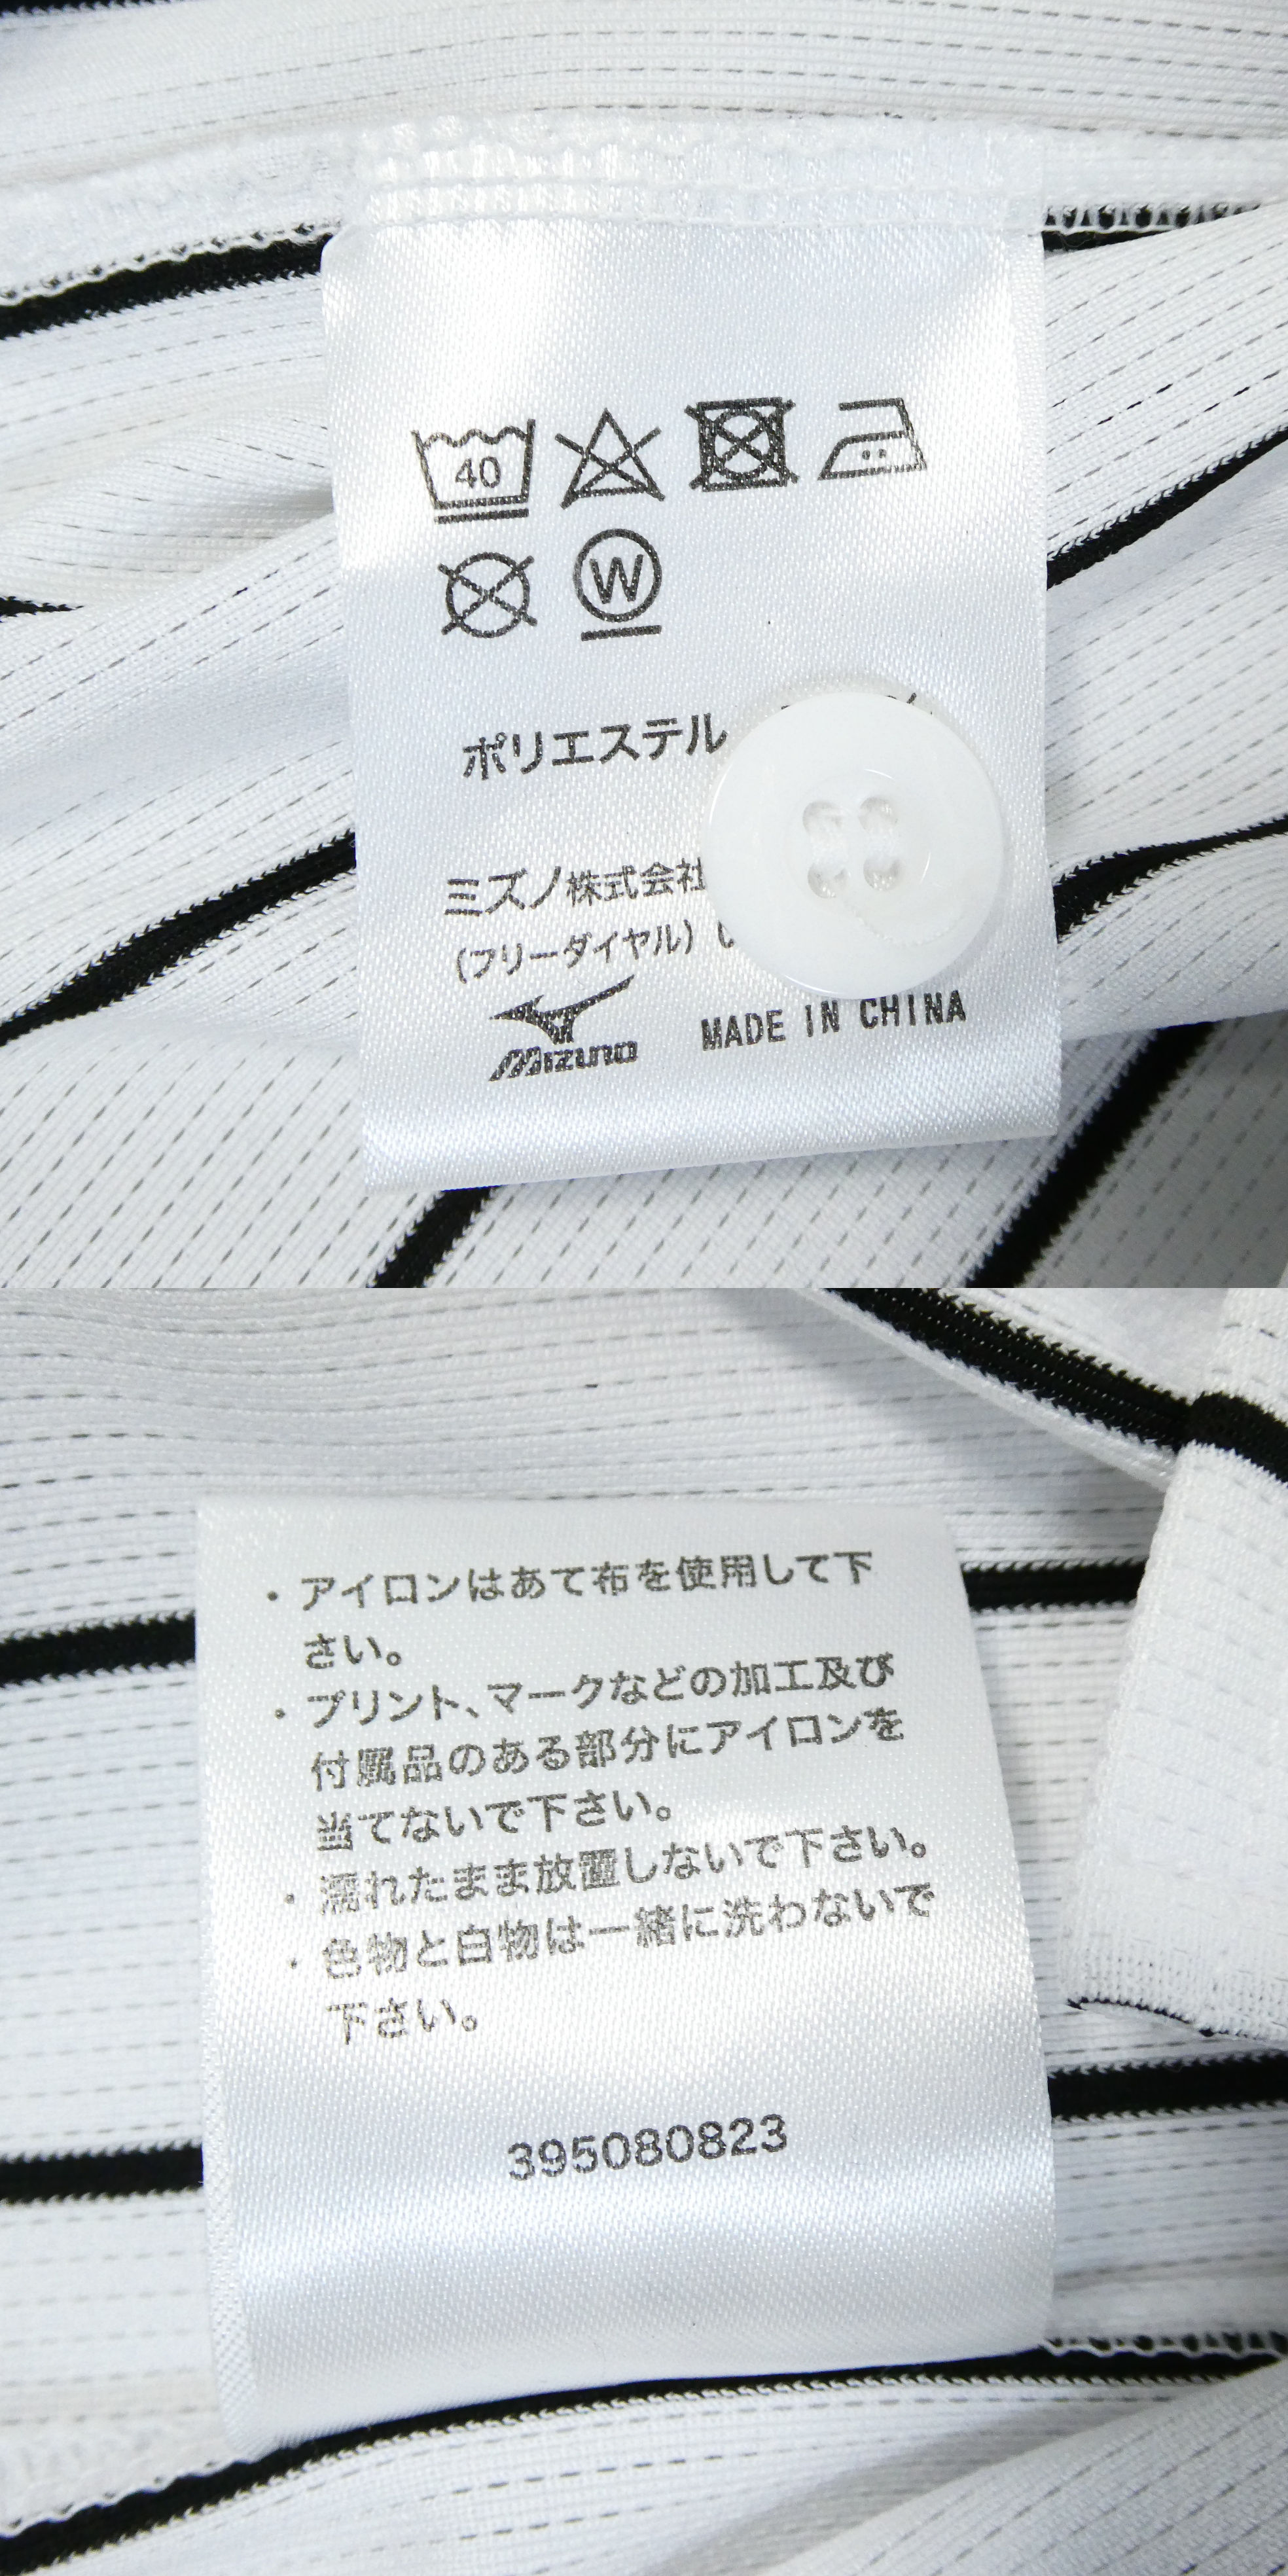 40
W
ポリエステル
ミズノ株式会社
(フリーダイヤル)
Mizuno
MADE IN CHINA
・アイロンはあて布を使用して下
さい。
・プリント、マークなどの加工及び
付属品のある部分にアイロンを
当てないで下さい。
・濡れたまま放置しないで下さい。
・色物と白物は一緒に洗わないで
下さい。
395080823